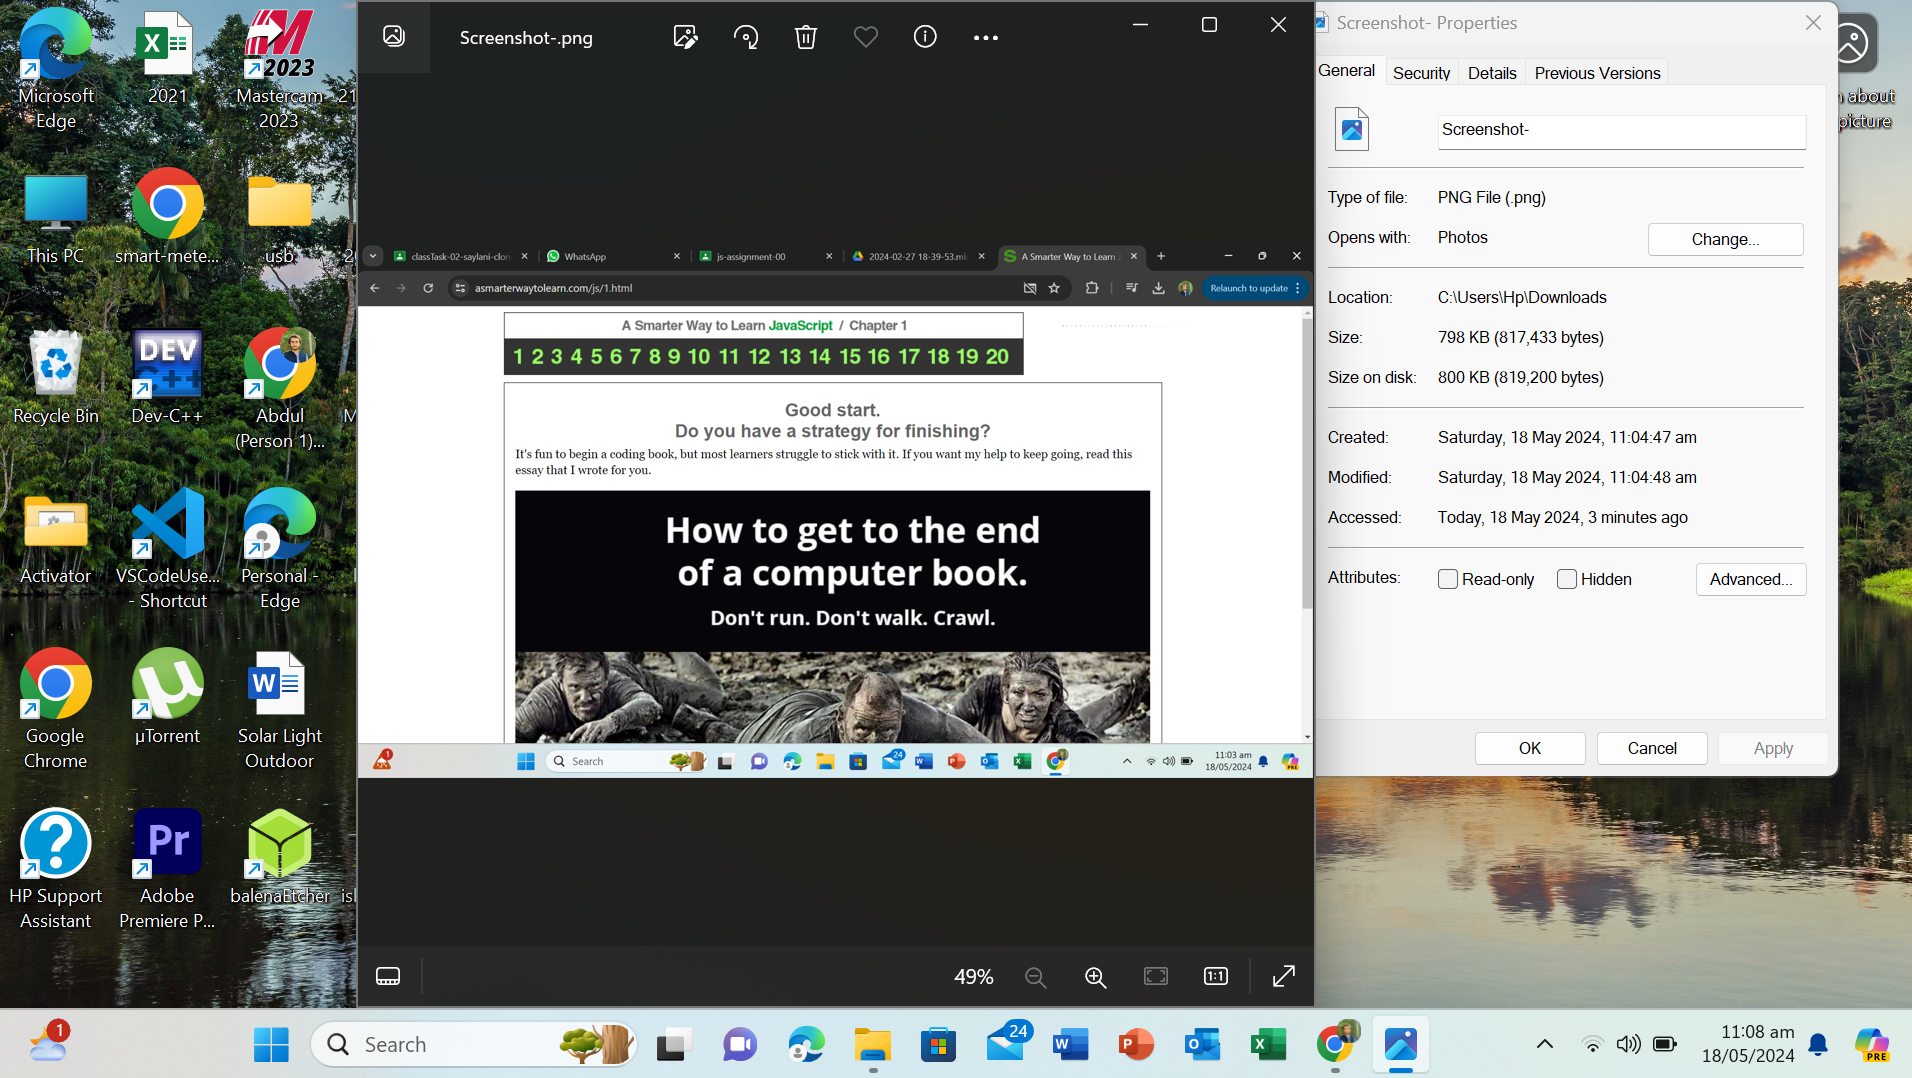 Microsoft
Edge
2021
2023
Mastercam
2023
This PC
smart-mete...
usb
Recycle Bin
DEV
C++
Dev-C++
Abdul
(Person 1)...
Activator
VSCodeUse...
- Shortcut
Personal -
Edge
Google
Chrome
µTorrent
Solar Light
Outdoor
HP Support
Assistant
Pr
Adobe
Premiere P...
balenaEtcher
Screenshot-.png
classTask-02-saylani-clon
WhatsApp
js-assignment-00
2024-02-27 18-39-53.mk
A Smarter Way to Learn J
asmarterwaytolearn.com/js/1.html
Relaunch to update
A Smarter Way to Learn JavaScript / Chapter 1
1 2 3 4 5 6 7 8 9 10 11 12 13 14 15 16 17 18 19 20
Good start.
Do you have a strategy for finishing?
It's fun to begin a coding book, but most learners struggle to stick with it. If you want my help to keep going, read this
essay that I wrote for you.
How to get to the end
of a computer book.
Don't run. Don't walk. Crawl.
1
Search
24
11:03 am
18/05/2024
49%
1:1
Screenshot- Properties
General Security Details Previous Versions
Screenshot-
Type of file: PNG File (.png)
Opens with: Photos
Change...
Location: C:\Users\Hp\Downloads
Size: 798 KB (817,433 bytes)
Size on disk: 800 KB (819,200 bytes)
Created: Saturday, 18 May 2024, 11:04:47 am
Modified: Saturday, 18 May 2024, 11:04:48 am
Accessed: Today, 18 May 2024, 3 minutes ago
Attributes: Read-only Hidden Advanced...
OK Cancel Apply
about
picture
1
Search
24
11:08 am
18/05/2024
PRE